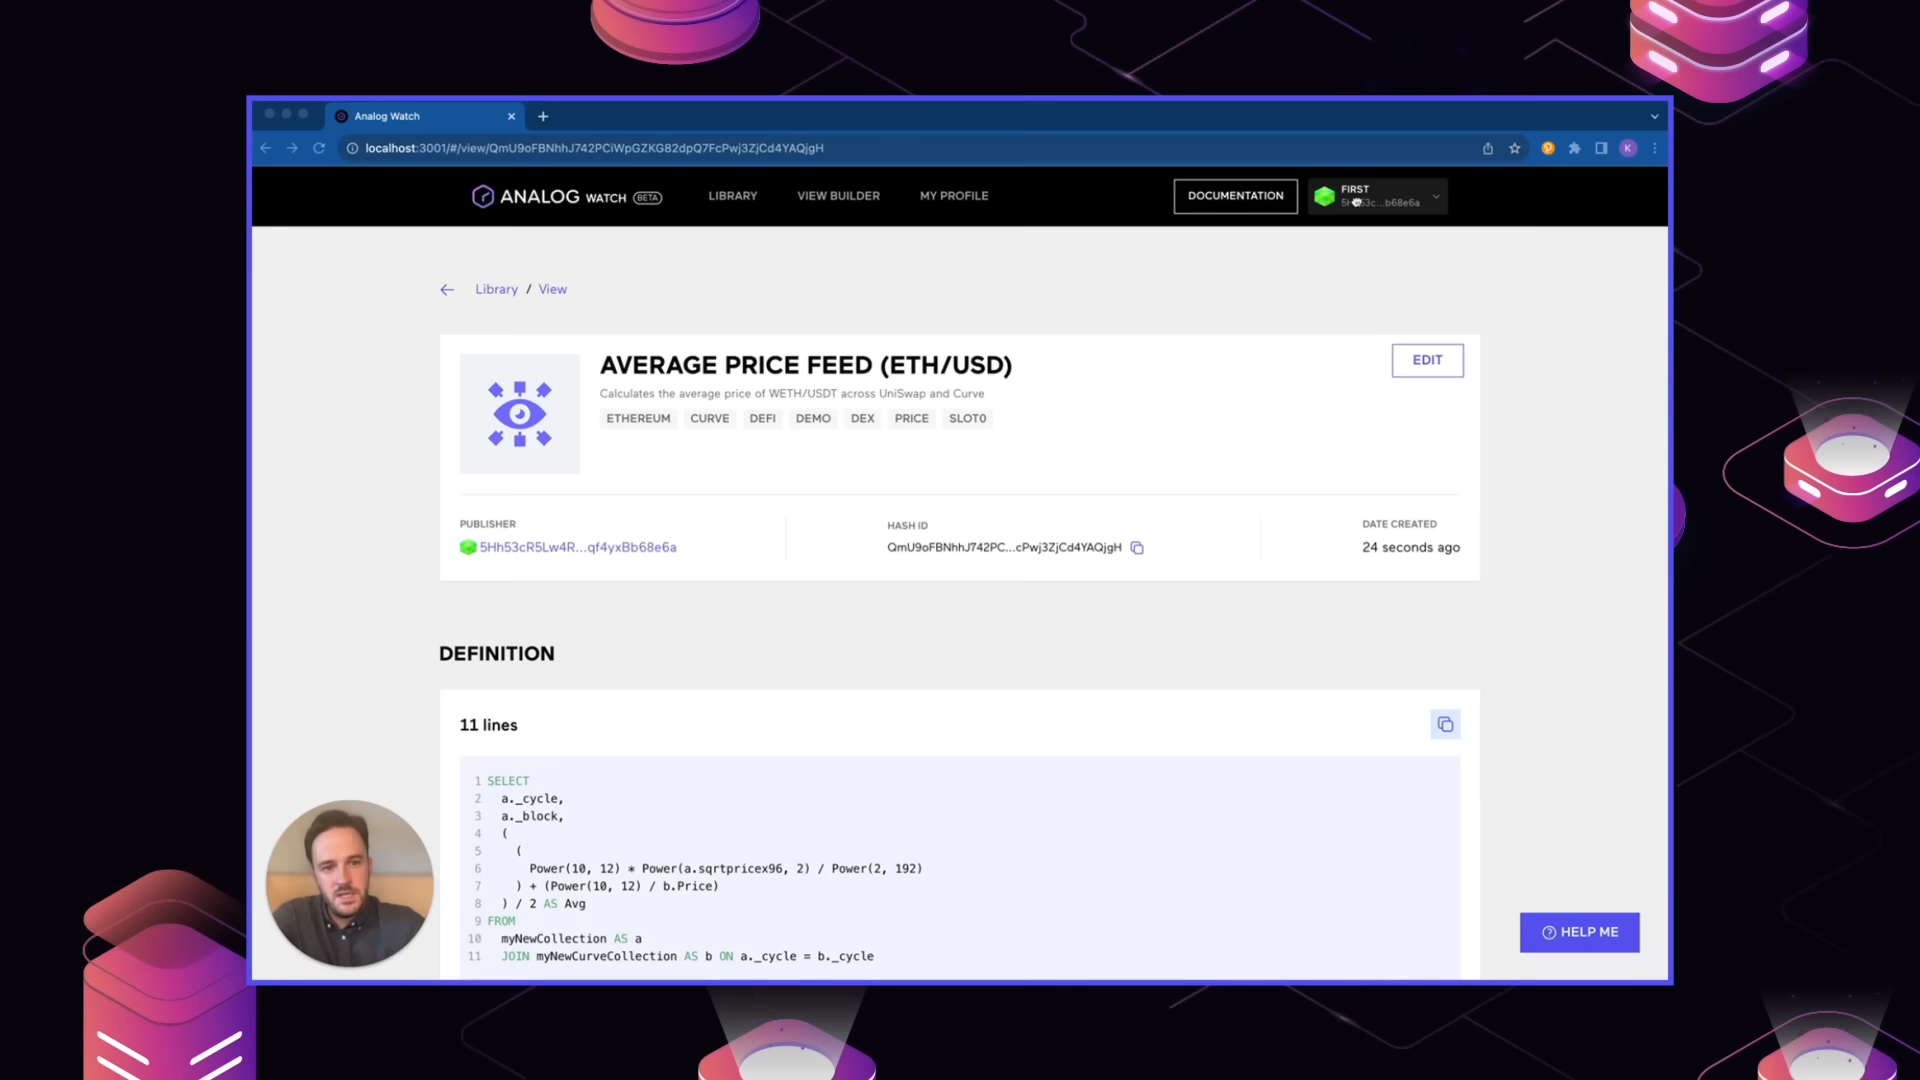 Analog Watch
localhost:3001/#/view/QmU9oFBNhhJ742PCiWpGZKG82dpQ7FcPwj3ZjCd4YAQjgH
K
ANALOG WATCH BETA
LIBRARY
VIEW BUILDER
MY PROFILE
DOCUMENTATION
FIRST
Library / View
AVERAGE PRICE FEED (ETH/USD)
EDIT
Calculates the average price of WETH/USDT across UniSwap and Curve
ETHEREUM CURVE DEFI DEMO DEX PRICE SLOT0
PUBLISHER
5Hh53cR5Lw4R...qf4yxBb68e6a
HASH ID
QmU9oFBNhhJ742PC...cPwj3ZjCd4YAQjgH
DATE CREATED
24 seconds ago
DEFINITION
11 lines
1 SELECT
2 a._cycle,
3 a._block,
4 (
5 (
6 Power(10, 12) * Power(a.sqrtpricex96, 2) / Power(2, 192)
7 ) + (Power(10, 12) / b.Price)
8 ) / 2 AS Avg
9 FROM
10 myNewCollection AS a
11 JOIN myNewCurveCollection AS b ON a._cycle = b._cycle
HELP ME